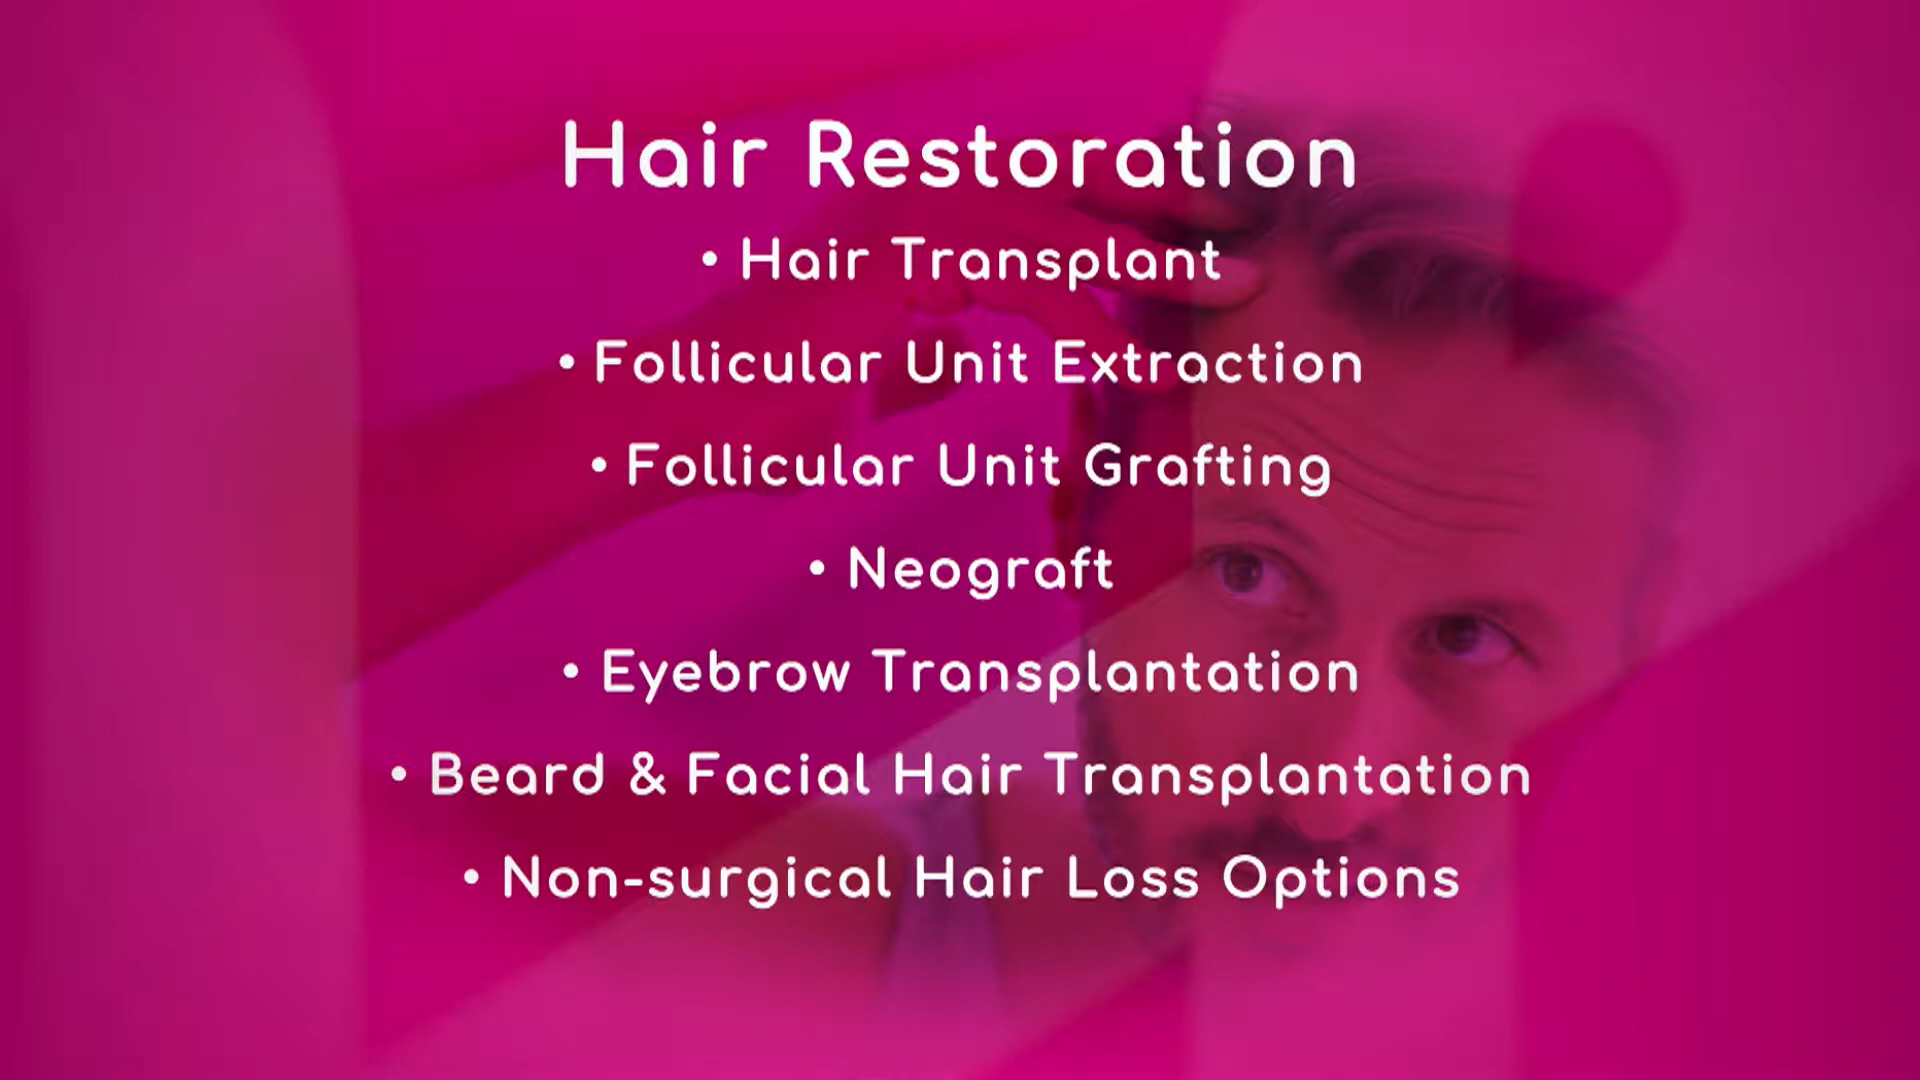 Hair Restoration
• Hair Transplant
• Follicular Unit Extraction
• Follicular Unit Grafting
• Neograft
• Eyebrow Transplantation
• Beard & Facial Hair Transplantation
• Non-surgical Hair Loss Options